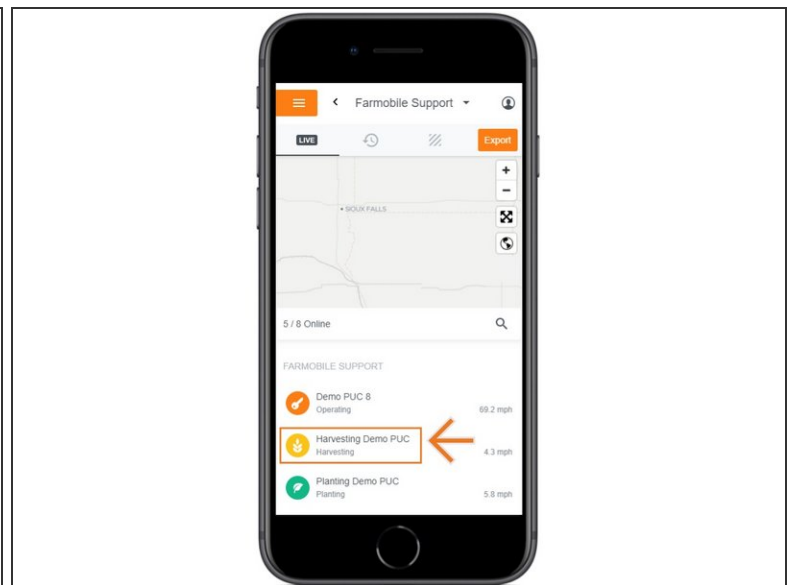 Farmobile Support
LIVE
Export
+
−
SIOUX FALLS
5 / 8 Online
FARMOBILE SUPPORT
Demo PUC 8
Operating 69.2 mph
Harvesting Demo PUC
Harvesting 4.3 mph
Planting Demo PUC
Planting 5.8 mph